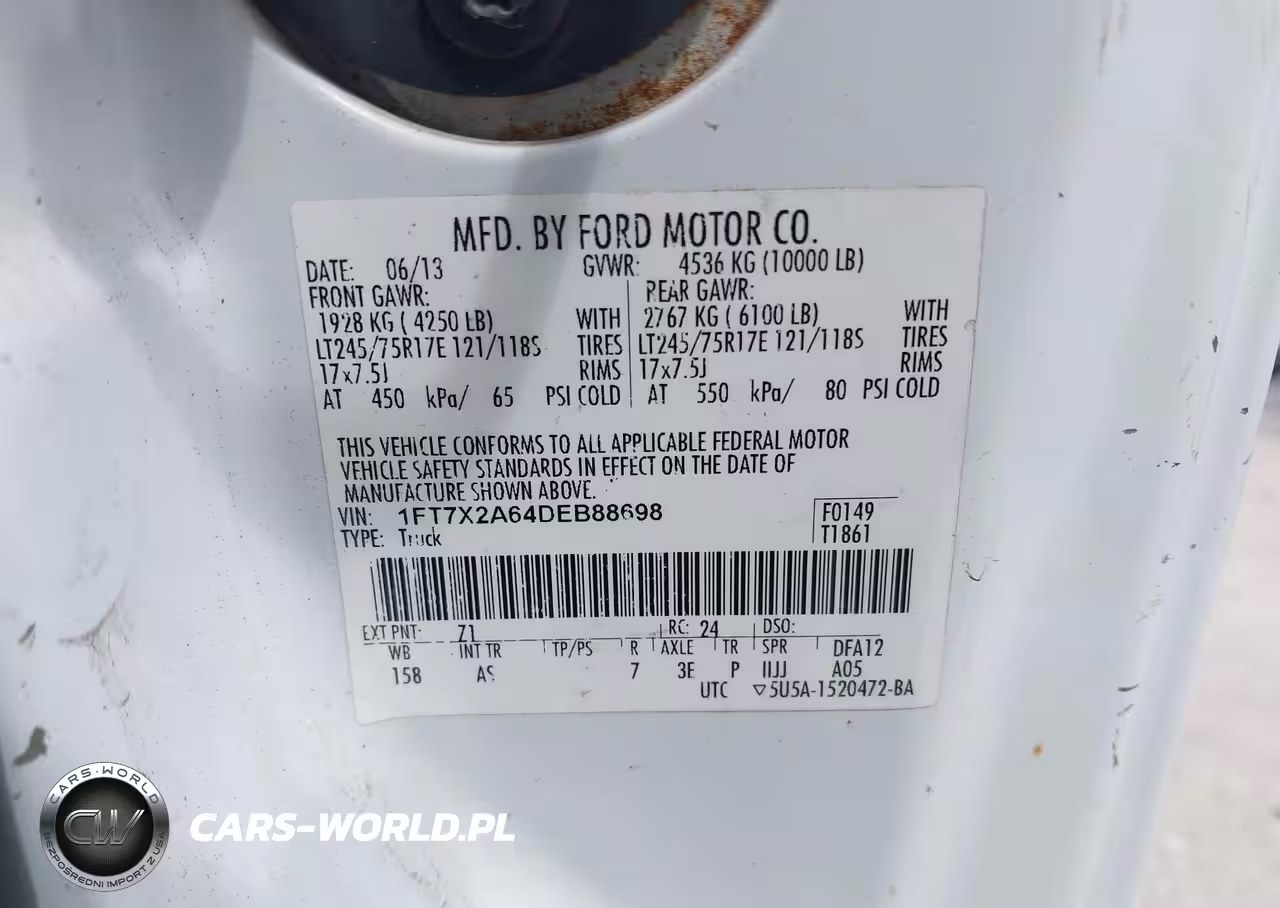 MFD. BY FORD MOTOR CO.
DATE: 06/13 GVWR: 4536 KG (10000 LB)
FRONT GAWR: REAR GAWR:
1928 KG ( 4250 LB) WITH 2767 KG ( 6100 LB) WITH
LT245/75R17E 121/118S TIRES LT245/75R17E 121/118S TIRES
17x7.5J RIMS 17x7.5J RIMS
AT 450 kPa/ 65 PSI COLD AT 550 kPa/ 80 PSI COLD
THIS VEHICLE CONFORMS TO ALL APPLICABLE FEDERAL MOTOR
VEHICLE SAFETY STANDARDS IN EFFECT ON THE DATE OF
MANUFACTURE SHOWN ABOVE.
VIN: 1FT7X2A64DEB88698 F0149
TYPE: Truck T1861
EXT PNT: Z1 RC: 24 DSO:
WB INT TR TP/PS R AXLE TR SPR DFA12
158 AS 7 3E P IIJJ A05
UTC ▽5U5A-1520472-BA
CARS-WORLD
CW
BEZPOŚREDNI IMPORT Z USA
CARS-WORLD.PL